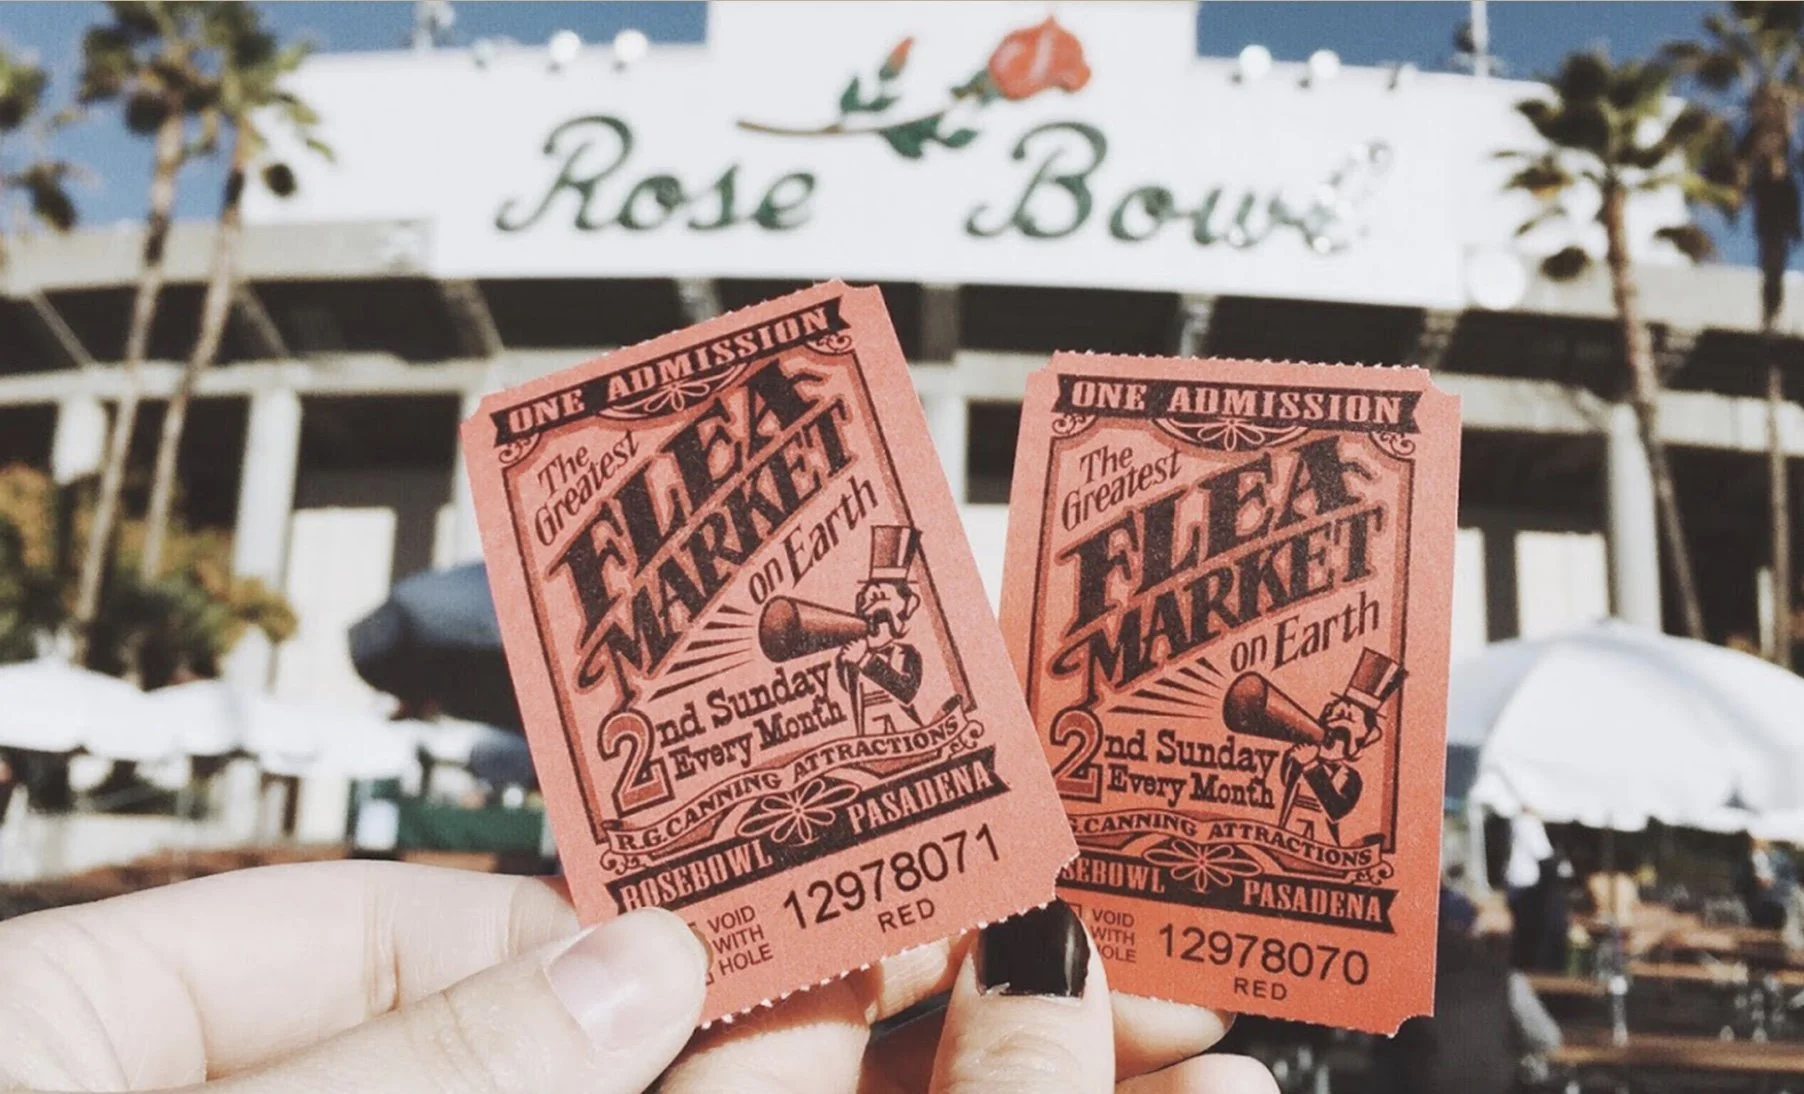 Rose Bowl
ONE ADMISSION
The
Greatest
FLEA
MARKET
on Earth
2nd Sunday
Every Month
R.G. CANNING ATTRACTIONS
ROSEBOWL PASADENA
VOID
WITH
HOLE
12978071
RED
ONE ADMISSION
The
Greatest
FLEA
MARKET
on Earth
2nd Sunday
Every Month
.CANNING ATTRACTIONS
SEBOWL PASADENA
VOID
WITH
OLE
12978070
RED